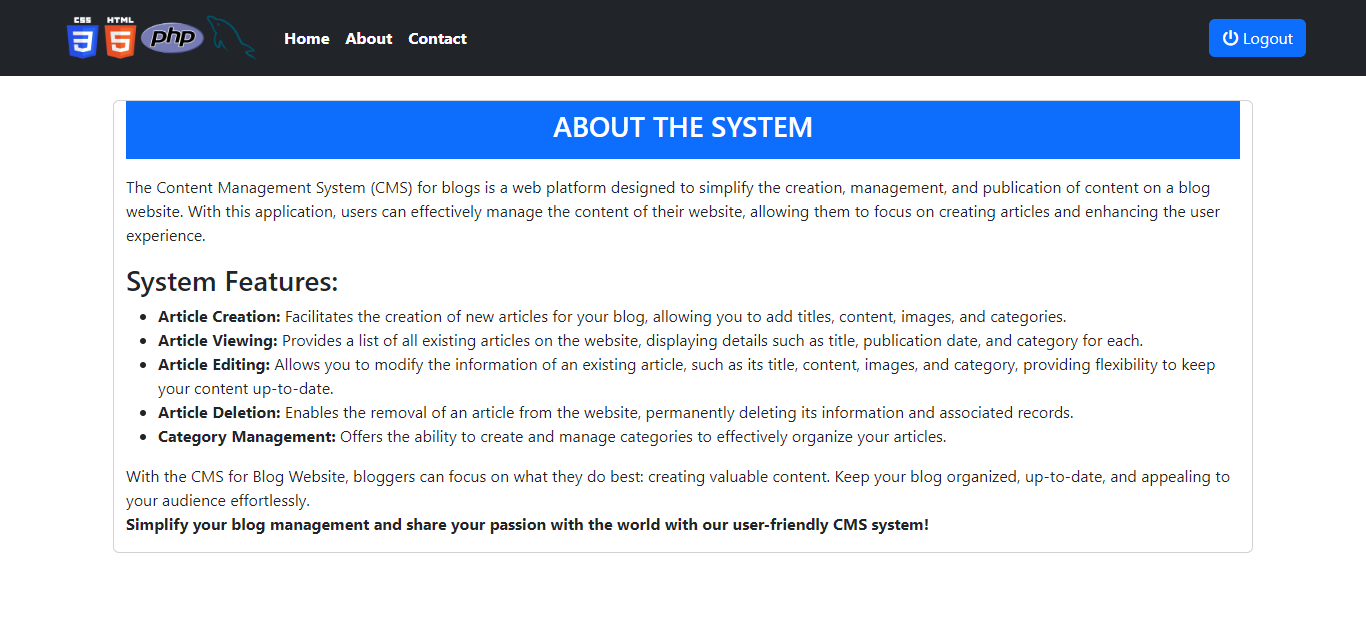 CSS HTML
3 5 php
Home About Contact
Logout
ABOUT THE SYSTEM
The Content Management System (CMS) for blogs is a web platform designed to simplify the creation, management, and publication of content on a blog
website. With this application, users can effectively manage the content of their website, allowing them to focus on creating articles and enhancing the user
experience.
System Features:
• Article Creation: Facilitates the creation of new articles for your blog, allowing you to add titles, content, images, and categories.
• Article Viewing: Provides a list of all existing articles on the website, displaying details such as title, publication date, and category for each.
• Article Editing: Allows you to modify the information of an existing article, such as its title, content, images, and category, providing flexibility to keep
your content up-to-date.
• Article Deletion: Enables the removal of an article from the website, permanently deleting its information and associated records.
• Category Management: Offers the ability to create and manage categories to effectively organize your articles.
With the CMS for Blog Website, bloggers can focus on what they do best: creating valuable content. Keep your blog organized, up-to-date, and appealing to
your audience effortlessly.
Simplify your blog management and share your passion with the world with our user-friendly CMS system!